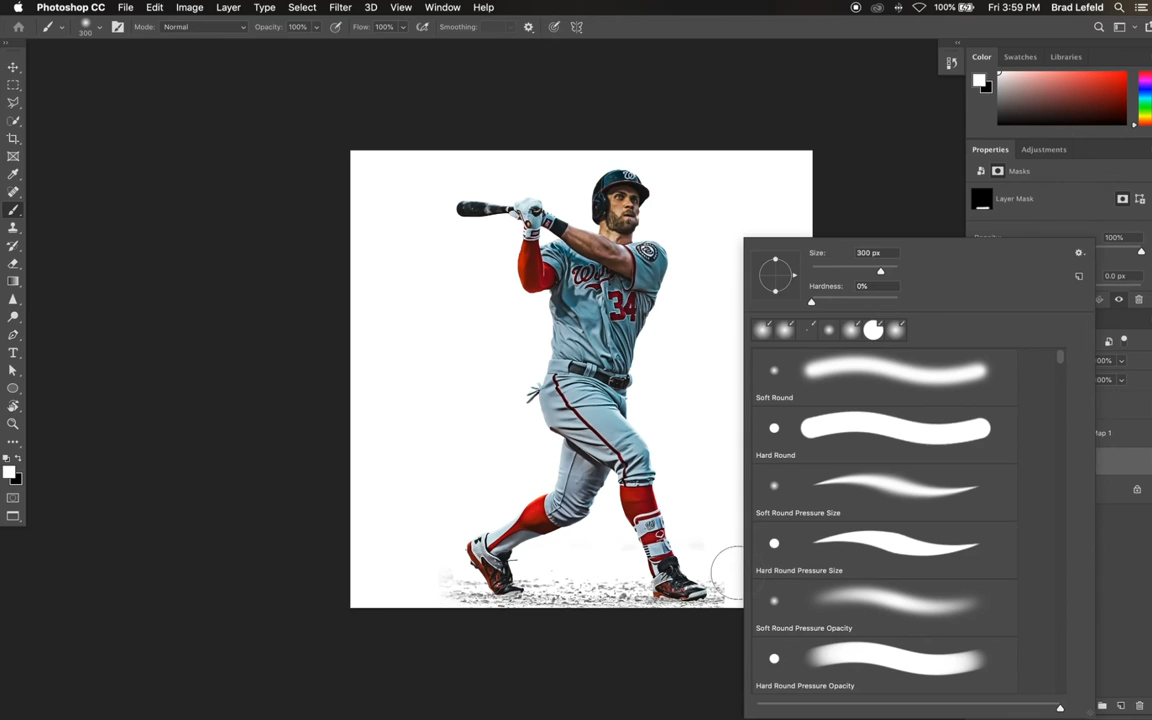 Photoshop CC File Edit Image Layer Type Select Filter 3D View Window Help 100% Fri 3:59 PM Brad Lefeld
300 Mode: Normal Opacity: 100% Flow: 100% Smoothing:
Color Swatches Libraries
Properties Adjustments
Masks
Layer Mask
100%
0.0 px
Size: 300 px
Hardness: 0%
Soft Round
Hard Round
Soft Round Pressure Size
Hard Round Pressure Size
Soft Round Pressure Opacity
Hard Round Pressure Opacity
Map 1
W
34